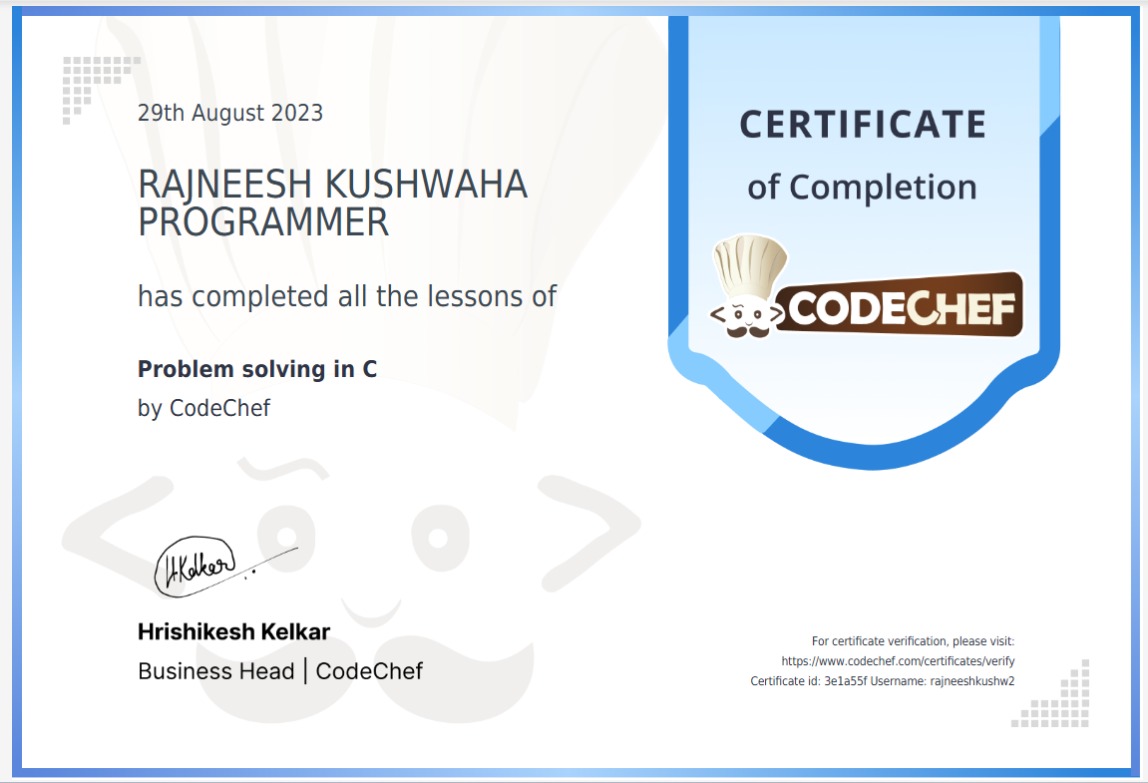 29th August 2023
RAJNEESH KUSHWAHA
PROGRAMMER
has completed all the lessons of
Problem solving in C
by CodeChef
HKelkar
Hrishikesh Kelkar
Business Head | CodeChef
CERTIFICATE
of Completion
CODECHEF
For certificate verification, please visit:
https://www.codechef.com/certificates/verify
Certificate id: 3e1a55f Username: rajneeshkushw2